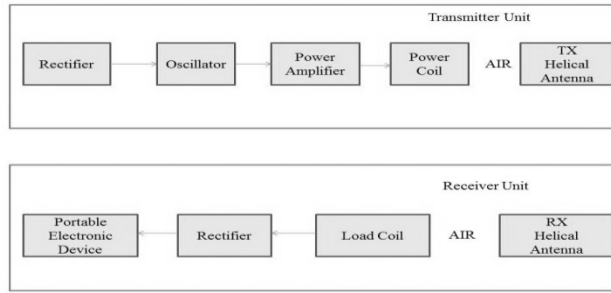 Transmitter Unit
Rectifier
Oscillator
Power
Amplifier
Power
Coil
AIR
TX
Helical
Antenna
Receiver Unit
Portable
Electronic
Device
Rectifier
Load Coil
AIR
RX
Helical
Antenna